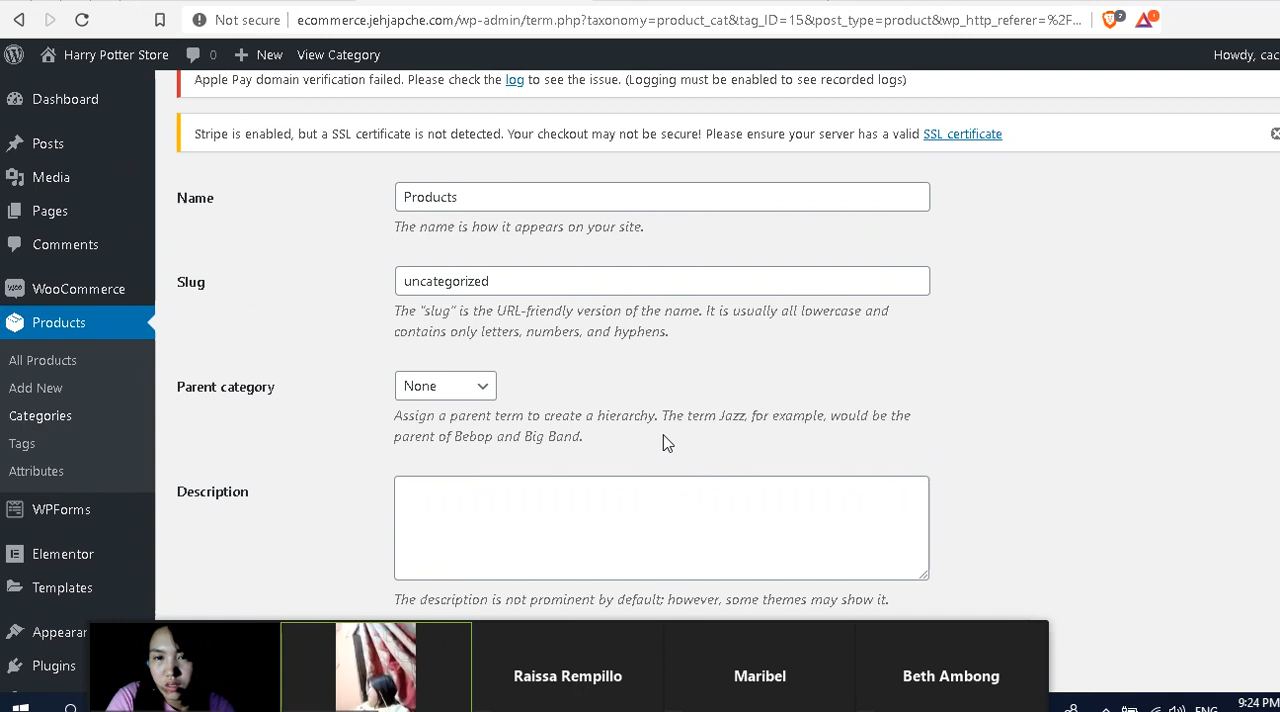 Not secure
ecommerce.jehjapche.com/wp-admin/term.php?taxonomy=product_cat&tag_ID=15&post_type=product&wp_http_referer=%2F...
2
1
Harry Potter Store
0
New
View Category
Howdy, cac
Apple Pay domain verification failed. Please check the log to see the issue. (Logging must be enabled to see recorded logs)
Dashboard
Stripe is enabled, but a SSL certificate is not detected. Your checkout may not be secure! Please ensure your server has a valid SSL certificate
Posts
Media
Pages
Comments
WooCommerce
Products
All Products
Add New
Categories
Tags
Attributes
WPForms
Elementor
Templates
Appearan
Plugins
Name
Products
The name is how it appears on your site.
Slug
uncategorized
The "slug" is the URL-friendly version of the name. It is usually all lowercase and
contains only letters, numbers, and hyphens.
Parent category
None
Assign a parent term to create a hierarchy. The term Jazz, for example, would be the
parent of Bebop and Big Band.
Description
The description is not prominent by default; however, some themes may show it.
Raissa Rempillo
Maribel
Beth Ambong
ENG
9:24 PM